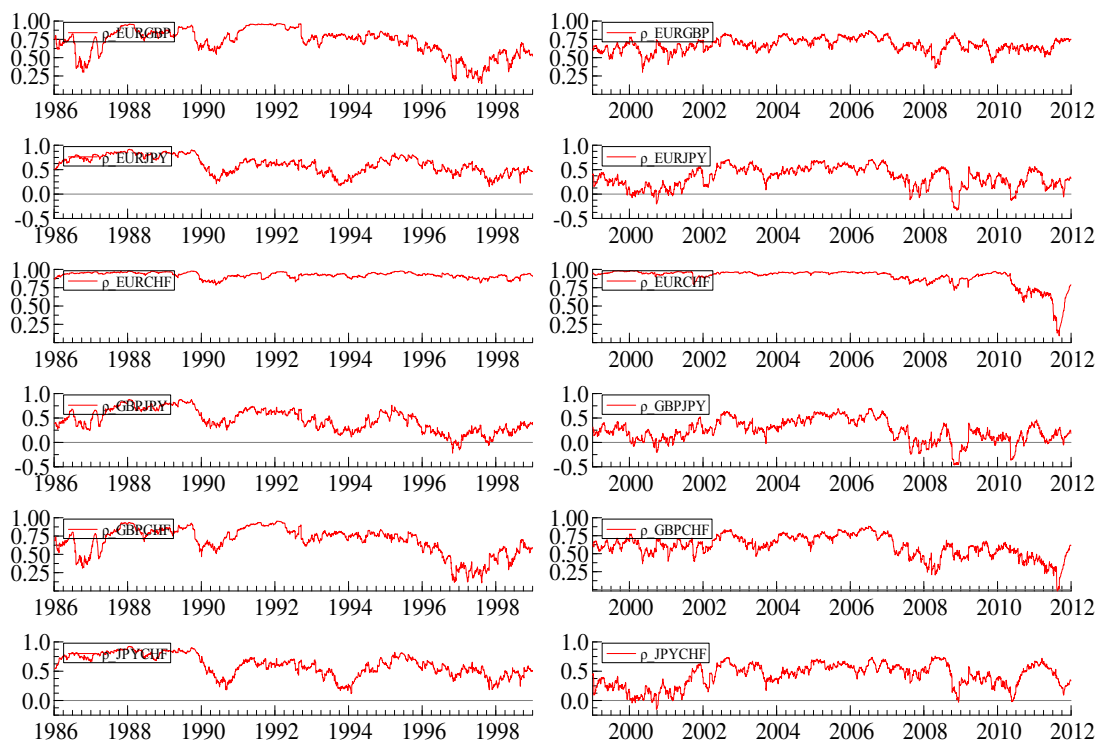 1.00 ρ_EURGBP
0.75
0.50
0.25
1986 1988 1990 1992 1994 1996 1998
1.00 ρ_EURGBP
0.75
0.50
0.25
2000 2002 2004 2006 2008 2010 2012
1.0 ρ_EURJPY
0.5
0.0
-0.5
1986 1988 1990 1992 1994 1996 1998
1.0 ρ_EURJPY
0.5
0.0
-0.5
2000 2002 2004 2006 2008 2010 2012
1.00 ρ_EURCHF
0.75
0.50
0.25
1986 1988 1990 1992 1994 1996 1998
1.00 ρ_EURCHF
0.75
0.50
0.25
2000 2002 2004 2006 2008 2010 2012
1.0 ρ_GBPJPY
0.5
0.0
-0.5
1986 1988 1990 1992 1994 1996 1998
1.0 ρ_GBPJPY
0.5
0.0
-0.5
2000 2002 2004 2006 2008 2010 2012
1.00 ρ_GBPCHF
0.75
0.50
0.25
1986 1988 1990 1992 1994 1996 1998
1.00 ρ_GBPCHF
0.75
0.50
0.25
2000 2002 2004 2006 2008 2010 2012
1.0 ρ_JPYCHF
0.5
0.0
1986 1988 1990 1992 1994 1996 1998
1.0 ρ_JPYCHF
0.5
0.0
2000 2002 2004 2006 2008 2010 2012